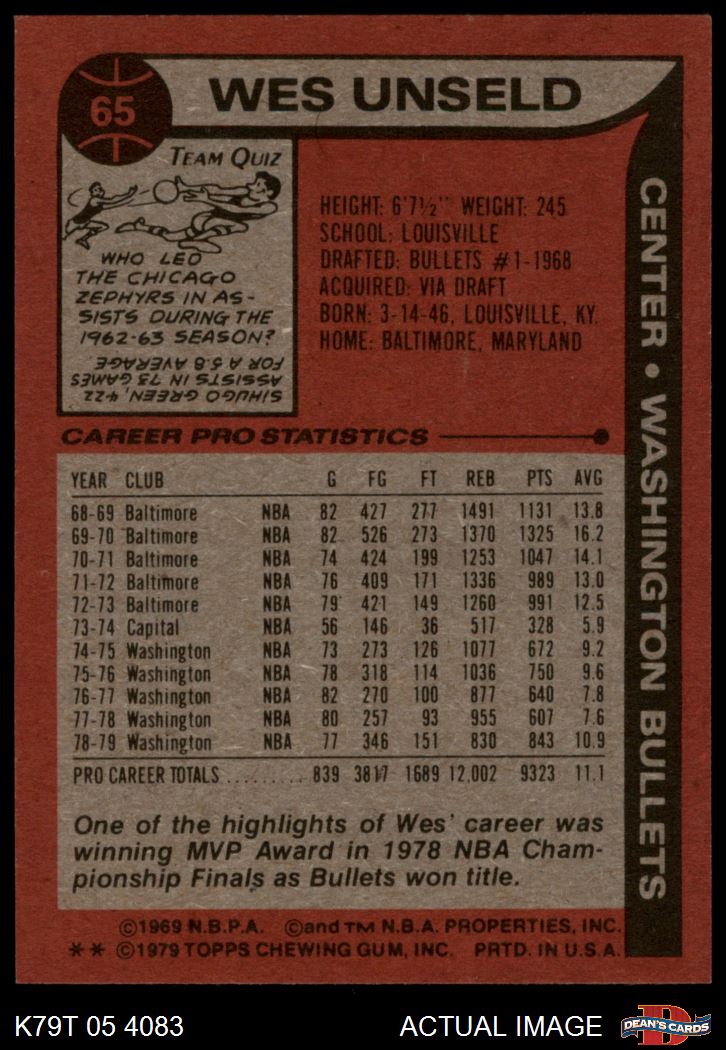 65
WES UNSELD
TEAM QUIZ
WHO LED
THE CHICAGO
ZEPHYRS IN AS-
SISTS DURING THE
1962-63 SEASON?
SIHUGO GREEN, 422
ASSISTS IN 73 GAMES
FOR A 5.8 AVERAGE
HEIGHT: 6'7½" WEIGHT: 245
SCHOOL: LOUISVILLE
DRAFTED: BULLETS #1-1968
ACQUIRED: VIA DRAFT
BORN: 3-14-46, LOUISVILLE, KY.
HOME: BALTIMORE, MARYLAND
CENTER • WASHINGTON BULLETS
CAREER PRO STATISTICS
YEAR CLUB G FG FT REB PTS AVG
68-69 Baltimore NBA 82 427 277 1491 1131 13.8
69-70 Baltimore NBA 82 526 273 1370 1325 16.2
70-71 Baltimore NBA 74 424 199 1253 1047 14.1
71-72 Baltimore NBA 76 409 171 1336 989 13.0
72-73 Baltimore NBA 79 421 149 1260 991 12.5
73-74 Capital NBA 56 146 36 517 328 5.9
74-75 Washington NBA 73 273 126 1077 672 9.2
75-76 Washington NBA 78 318 114 1036 750 9.6
76-77 Washington NBA 82 270 100 877 640 7.8
77-78 Washington NBA 80 257 93 955 607 7.6
78-79 Washington NBA 77 346 151 830 843 10.9
PRO CAREER TOTALS ......... 839 3817 1689 12,002 9323 11.1
One of the highlights of Wes' career was
winning MVP Award in 1978 NBA Cham-
pionship Finals as Bullets won title.
©1969 N.B.P.A. ©and TM N.B.A. PROPERTIES, INC.
** ©1979 TOPPS CHEWING GUM, INC. PRTD. IN U.S.A.
K79T 05 4083
ACTUAL IMAGE
D
DEAN'S CARDS